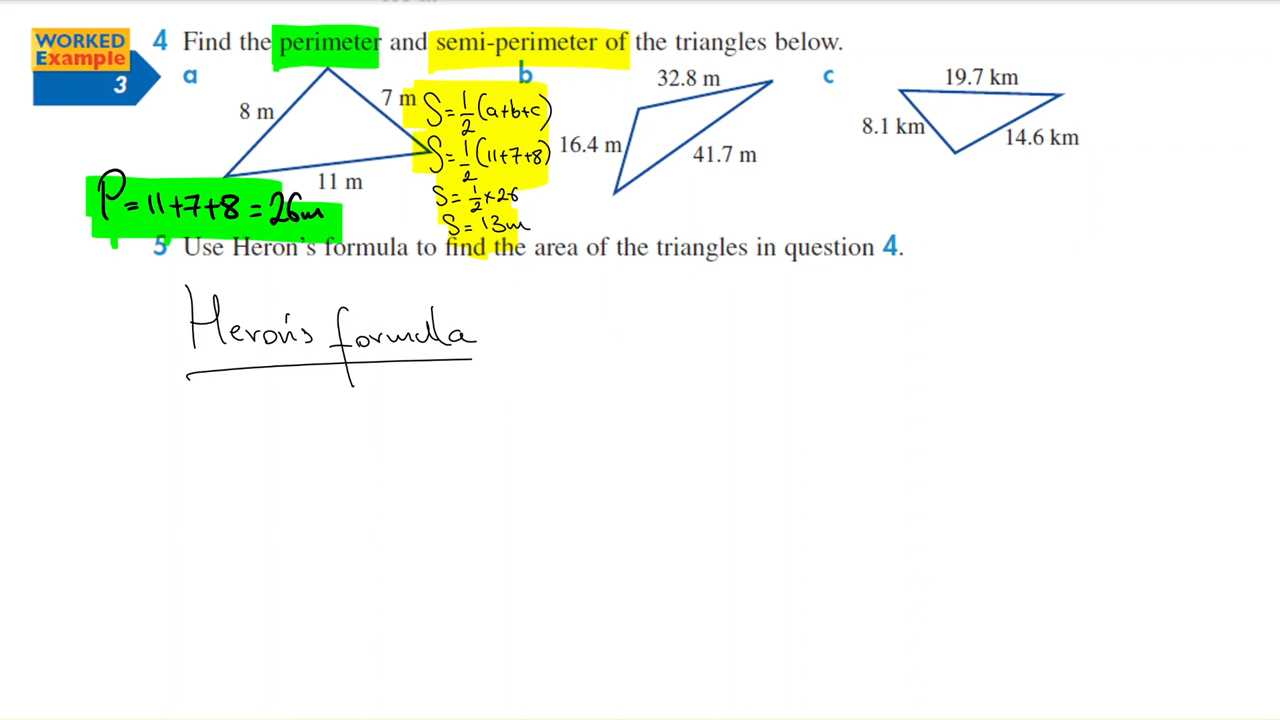 WORKED
Example
3
4 Find the perimeter and semi-perimeter of the triangles below.
a
8 m
7 m
11 m
P = 11+7+8 = 26m
S = 1/2 (a+b+c)
S = 1/2 (11+7+8)
S = 1/2 × 26
S = 13m
b
32.8 m
16.4 m
41.7 m
c
19.7 km
8.1 km
14.6 km
5 Use Heron's formula to find the area of the triangles in question 4.
Heron's formula